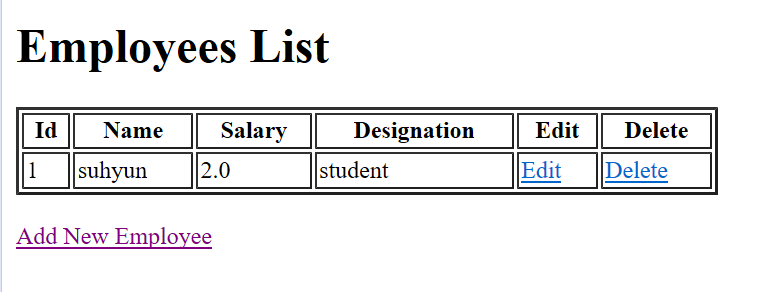 Employees List
Id Name Salary Designation Edit Delete
1 suhyun 2.0 student Edit Delete
Add New Employee